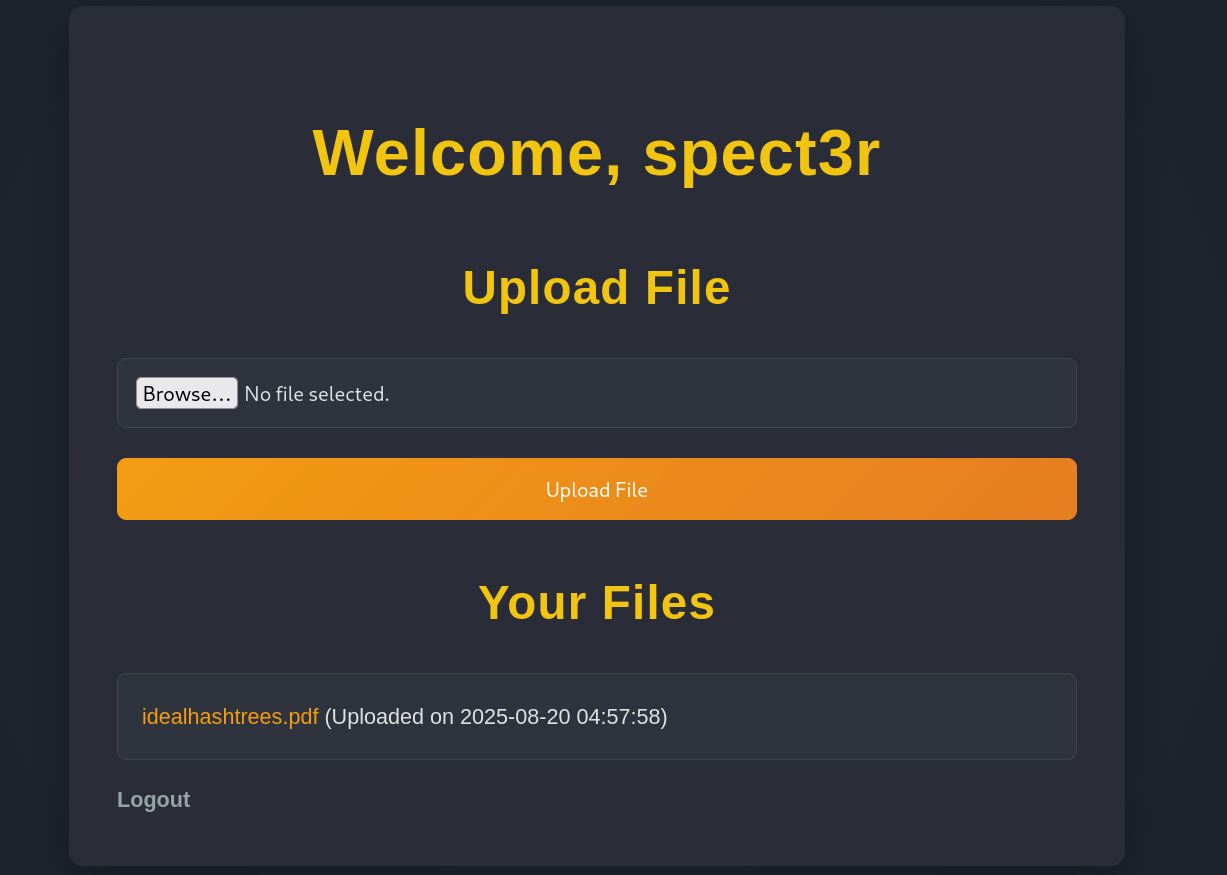 Welcome, spect3r
Upload File
Browse... No file selected.
Upload File
Your Files
idealhashtrees.pdf (Uploaded on 2025-08-20 04:57:58)
Logout